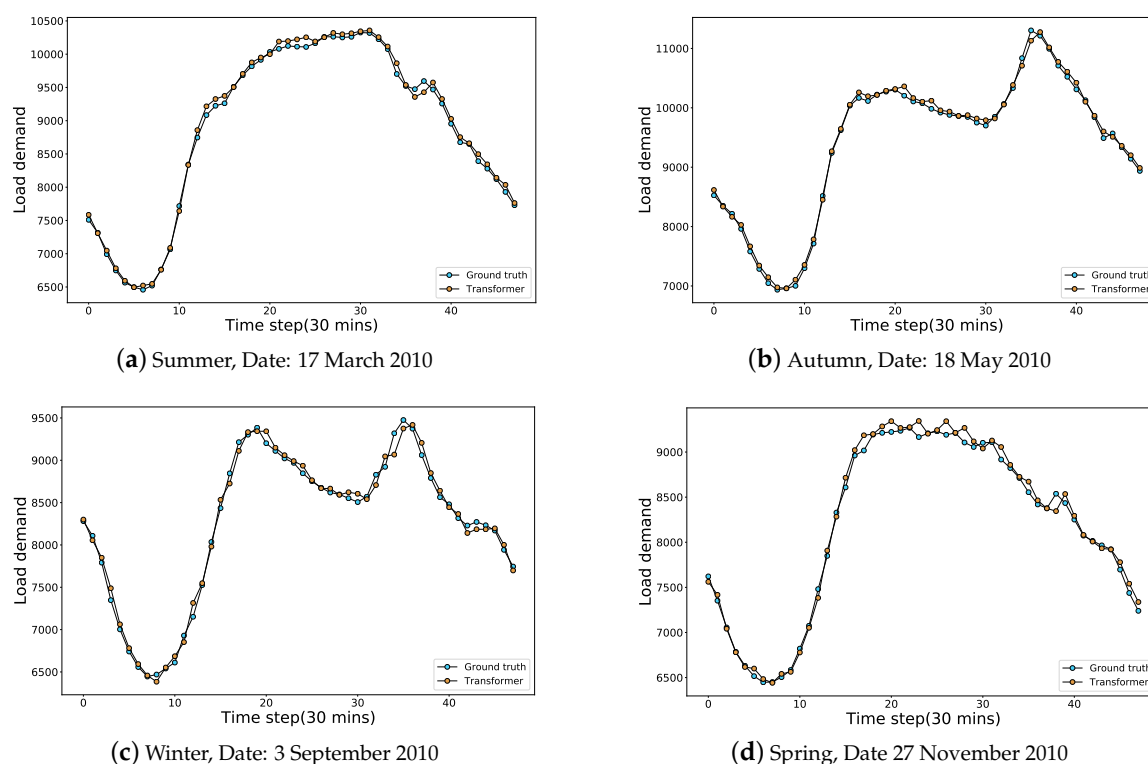 10500
10000
9500
9000
8500
8000
7500
7000
6500
Load demand
Ground truth
Transformer
0 10 20 30 40
Time step(30 mins)
(a) Summer, Date: 17 March 2010
11000
10000
9000
8000
7000
Load demand
Ground truth
Transformer
0 10 20 30 40
Time step(30 mins)
(b) Autumn, Date: 18 May 2010
9500
9000
8500
8000
7500
7000
6500
Load demand
Ground truth
Transformer
0 10 20 30 40
Time step(30 mins)
(c) Winter, Date: 3 September 2010
9000
8500
8000
7500
7000
6500
Load demand
Ground truth
Transformer
0 10 20 30 40
Time step(30 mins)
(d) Spring, Date 27 November 2010